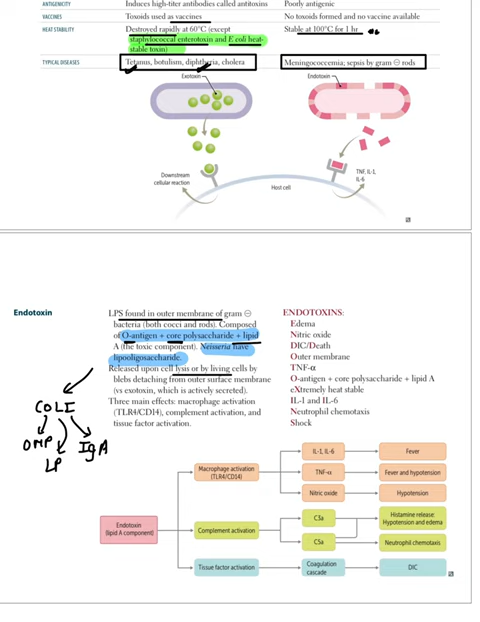 ANTIGENICITY Induces high-titer antibodies called antitoxins Poorly antigenic
VACCINES Toxoids used as vaccines No toxoids formed and no vaccine available
HEAT STABILITY Destroyed rapidly at 60°C (except Stable at 100°C for 1 hr
staphylococcal enterotoxin and E coli heat-
stable toxin)
TYPICAL DISEASES Tetanus, botulism, diphtheria, cholera Meningococcemia; sepsis by gram ⊖ rods
Exotoxin Endotoxin
Downstream
cellular reaction
Host cell
TNF, IL-1,
IL-6
Endotoxin
LPS found in outer membrane of gram ⊖
bacteria (both cocci and rods). Composed
of O-antigen + core polysaccharide + lipid
A (the toxic component). Neisseria have
lipooligosaccharide.
Released upon cell lysis or by living cells by
blebs detaching from outer surface membrane
(vs exotoxin, which is actively secreted).
Three main effects: macrophage activation
(TLR4/CD14), complement activation, and
tissue factor activation.
ENDOTOXINS:
Edema
Nitric oxide
DIC/Death
Outer membrane
TNF-α
O-antigen + core polysaccharide + lipid A
eXtremely heat stable
IL-1 and IL-6
Neutrophil chemotaxis
Shock
COLI
OMP
LP
IgA
Endotoxin
(lipid A component)
Macrophage activation
(TLR4/CD14)
IL-1, IL-6 Fever
TNF-α Fever and hypotension
Nitric oxide Hypotension
Complement activation
C3a Histamine release:
Hypotension and edema
C5a Neutrophil chemotaxis
Tissue factor activation
Coagulation
cascade
DIC